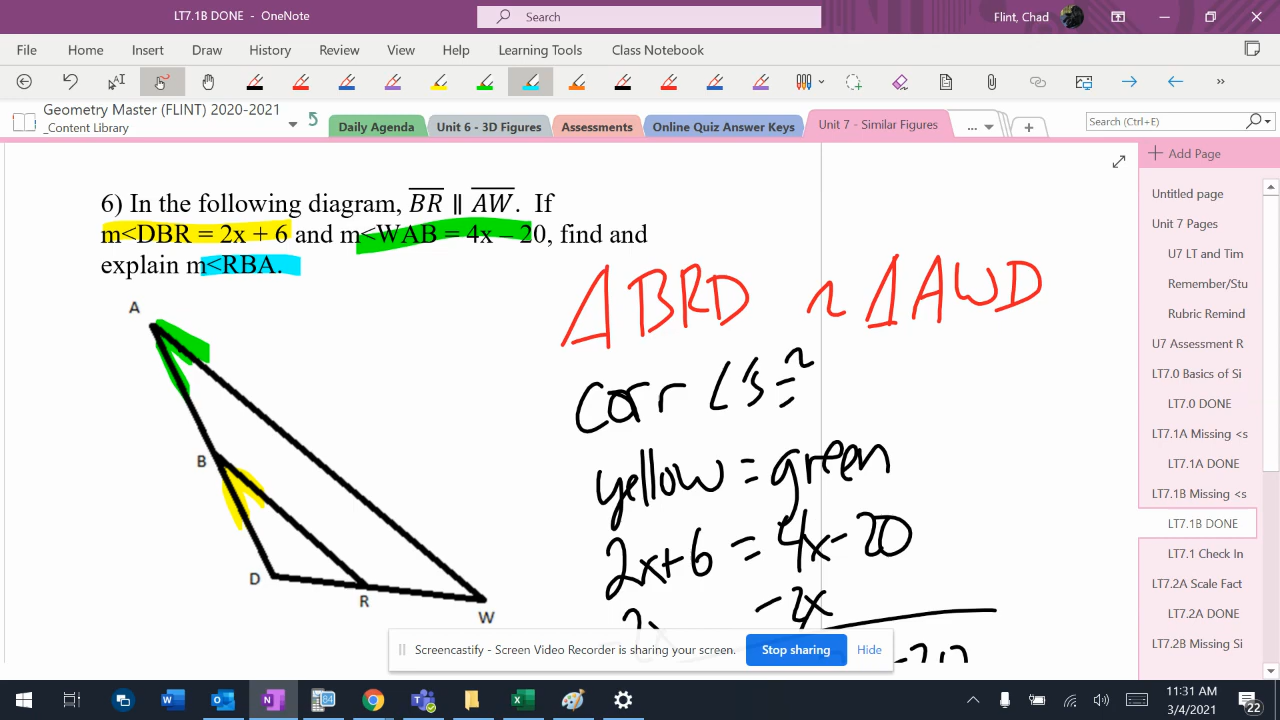 LT7.1B DONE - OneNote
Search
Flint, Chad
File Home Insert Draw History Review View Help Learning Tools Class Notebook
Geometry Master (FLINT) 2020-2021
_Content Library
Daily Agenda Unit 6 - 3D Figures Assessments Online Quiz Answer Keys Unit 7 - Similar Figures ...
Search (Ctrl+E)
Add Page
Untitled page
Unit 7 Pages
U7 LT and Tim
Remember/Stu
Rubric Remind
U7 Assessment R
LT7.0 Basics of Si
LT7.0 DONE
LT7.1A Missing <s
LT7.1A DONE
LT7.1B Missing <s
LT7.1B DONE
LT7.1 Check In
LT7.2A Scale Fact
LT7.2A DONE
LT7.2B Missing Si
6) In the following diagram, BR ∥ AW. If
m<DBR = 2x + 6 and m<WAB = 4x – 20, find and
explain m<RBA.
A
B
D
R
W
ΔBRD ~ ΔAWD
corr ∠'s ≅
yellow = green
2x+6 = 4x-20
-2x
2x
-20
Screencastify - Screen Video Recorder is sharing your screen.
Stop sharing
Hide
11:31 AM
3/4/2021
22